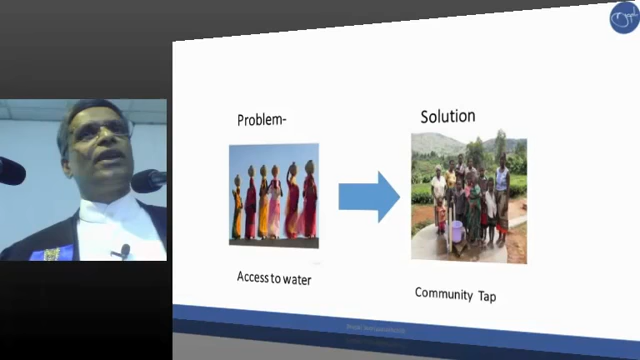 Problem-
Solution
Access to water
Community Tap